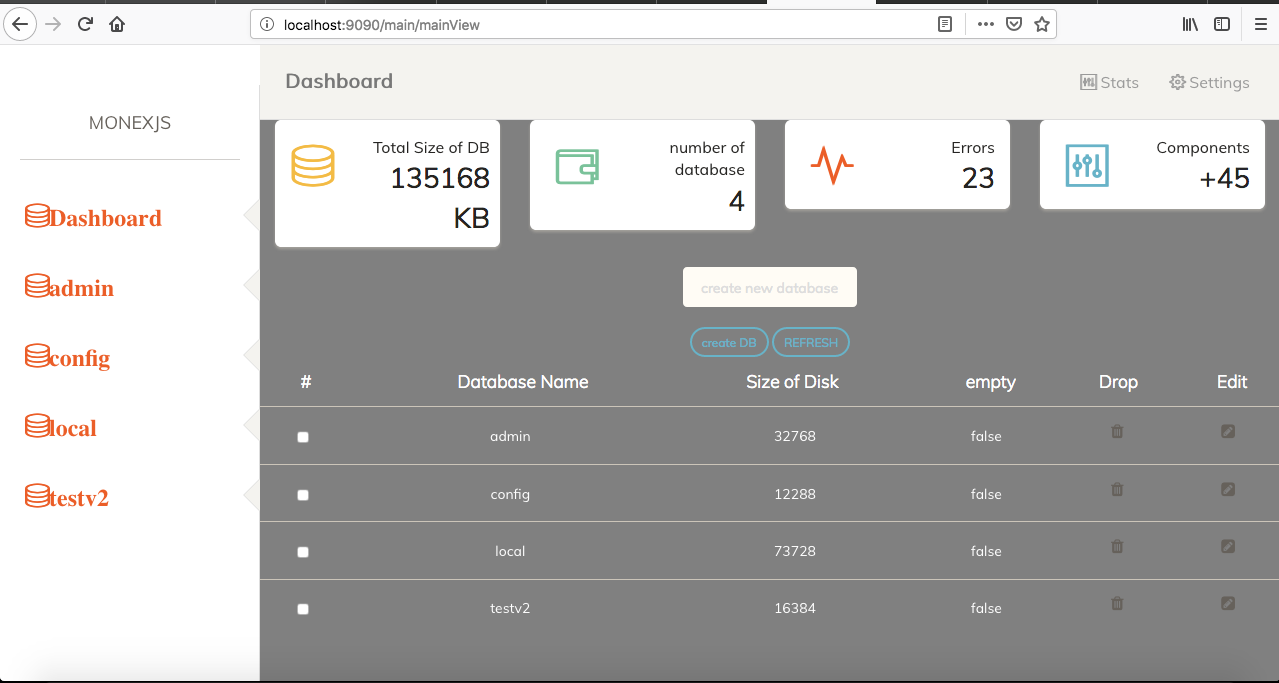 localhost:9090/main/mainView
MONEXJS
Dashboard
admin
config
local
testv2
Dashboard
Stats
Settings
Total Size of DB
135168
KB
number of
database
4
Errors
23
Components
+45
create new database
create DB REFRESH
# Database Name Size of Disk empty Drop Edit
admin 32768 false
config 12288 false
local 73728 false
testv2 16384 false